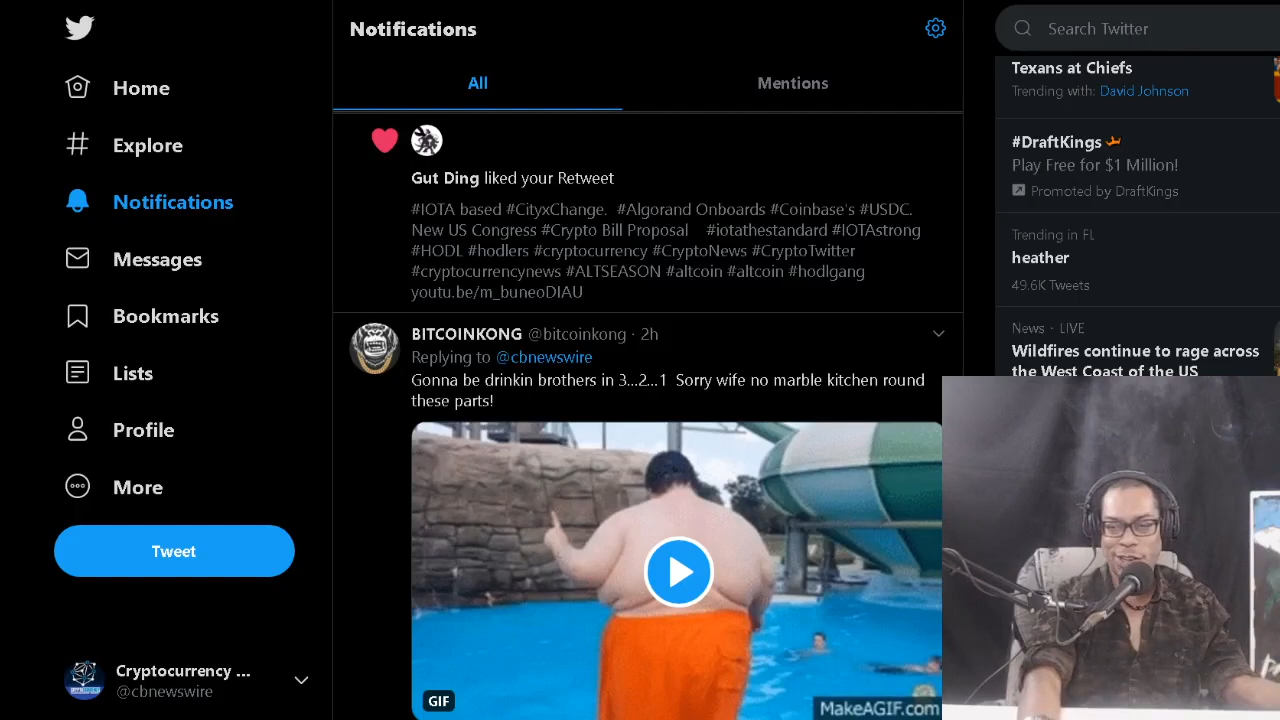 Home
Explore
Notifications
Messages
Bookmarks
Lists
Profile
More
Tweet
Cryptocurrency ...
@cbnewswire
Notifications
All
Mentions
Gut Ding liked your Retweet
#IOTA based #CityxChange. #Algorand Onboards #Coinbase's #USDC.
New US Congress #Crypto Bill Proposal #iotathestandard #IOTAstrong
#HODL #hodlers #cryptocurrency #CryptoNews #CryptoTwitter
#cryptocurrencynews #ALTSEASON #altcoin #altcoin #hodlgang
youtu.be/m_buneoDIAU
BITCOINKONG @bitcoinkong · 2h
Replying to @cbnewswire
Gonna be drinkin brothers in 3...2...1 Sorry wife no marble kitchen round
these parts!
GIF
MakeAGIF.com
Search Twitter
Texans at Chiefs
Trending with: David Johnson
#DraftKings
Play Free for $1 Million!
Promoted by DraftKings
Trending in FL
heather
49.6K Tweets
News · LIVE
Wildfires continue to rage across
the West Coast of the US